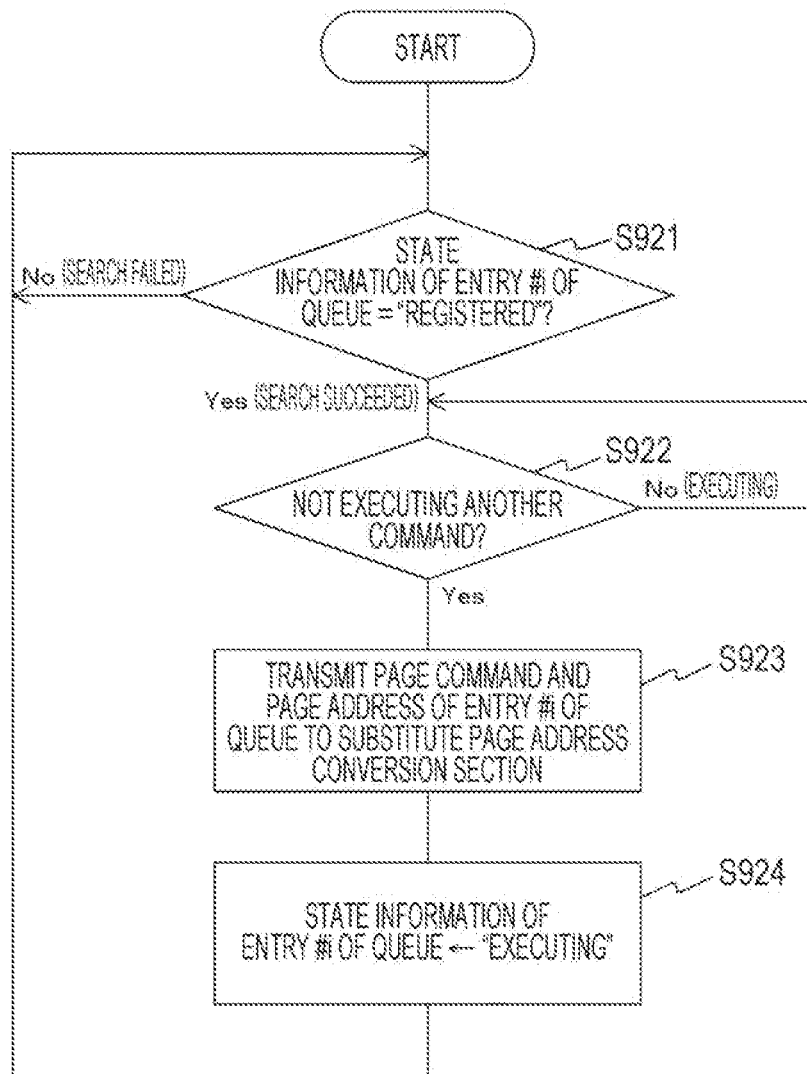 START
S921
STATE
INFORMATION OF ENTRY #i OF
QUEUE = "REGISTERED"?
No (SEARCH FAILED)
Yes (SEARCH SUCCEEDED)
S922
NOT EXECUTING ANOTHER
COMMAND?
No (EXECUTING)
Yes
S923
TRANSMIT PAGE COMMAND AND
PAGE ADDRESS OF ENTRY #i OF
QUEUE TO SUBSTITUTE PAGE ADDRESS
CONVERSION SECTION
S924
STATE INFORMATION OF
ENTRY #i OF QUEUE ← "EXECUTING"